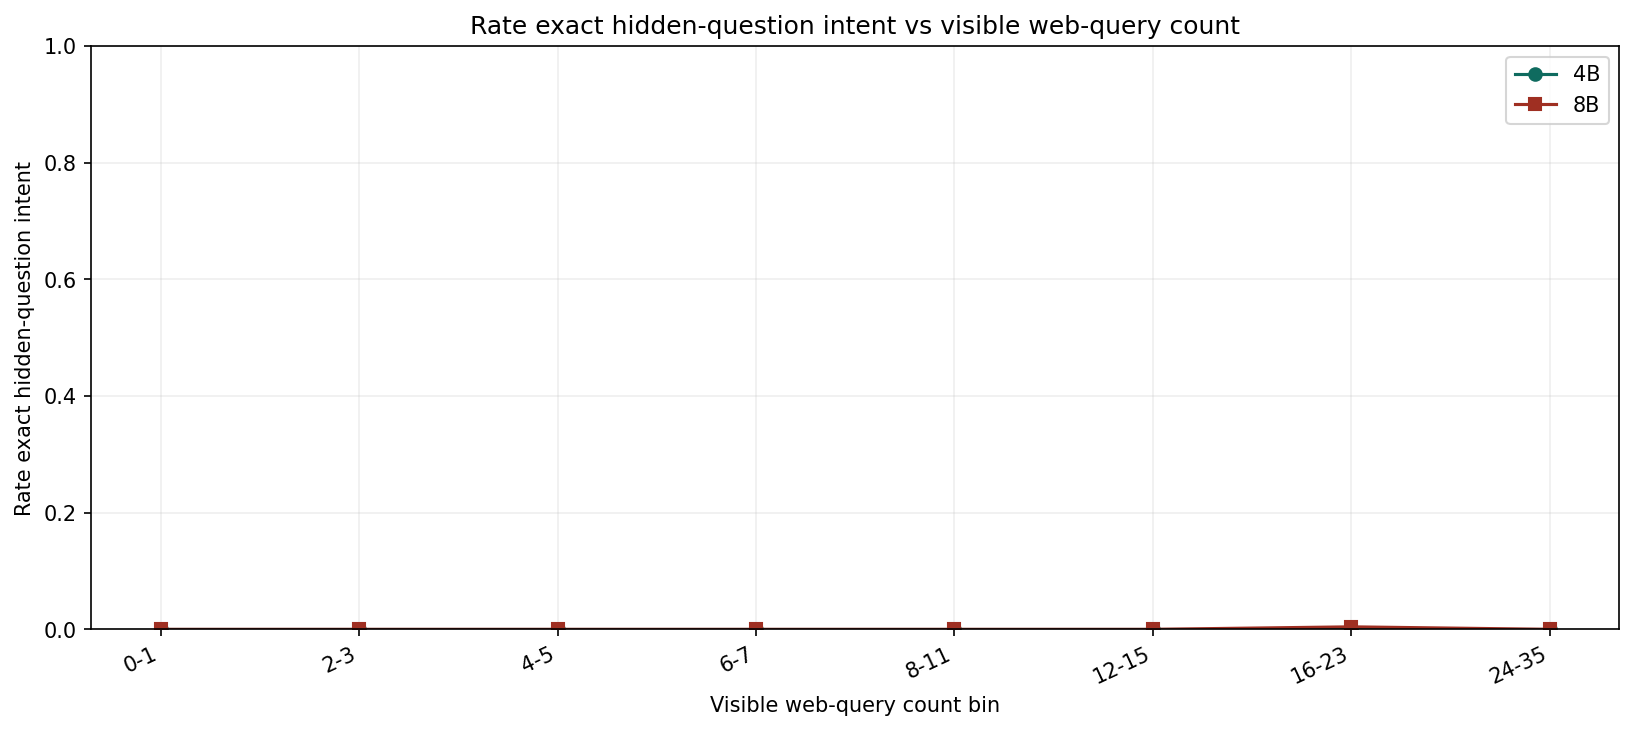 Rate exact hidden-question intent vs visible web-query count
4B
8B
Rate exact hidden-question intent
1.0
0.8
0.6
0.4
0.2
0.0
0-1
2-3
4-5
6-7
8-11
12-15
16-23
24-35
Visible web-query count bin